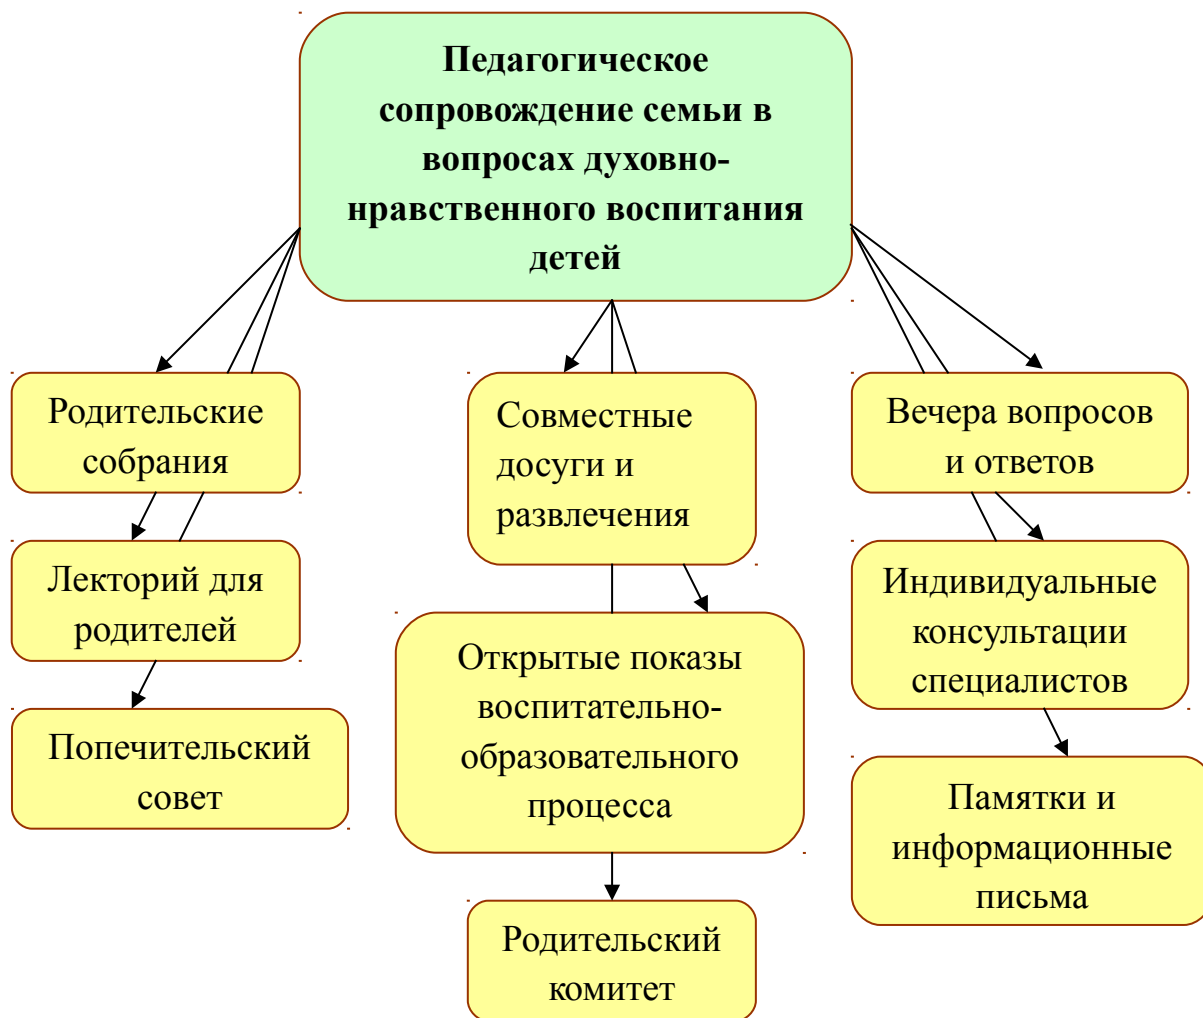 Педагогическое
сопровождение семьи в
вопросах духовно-
нравственного воспитания
детей
Родительские
собрания
Лекторий для
родителей
Попечительский
совет
Совместные
досуги и
развлечения
Открытые показы
воспитательно-
образовательного
процесса
Родительский
комитет
Вечера вопросов
и ответов
Индивидуальные
консультации
специалистов
Памятки и
информационные
письма